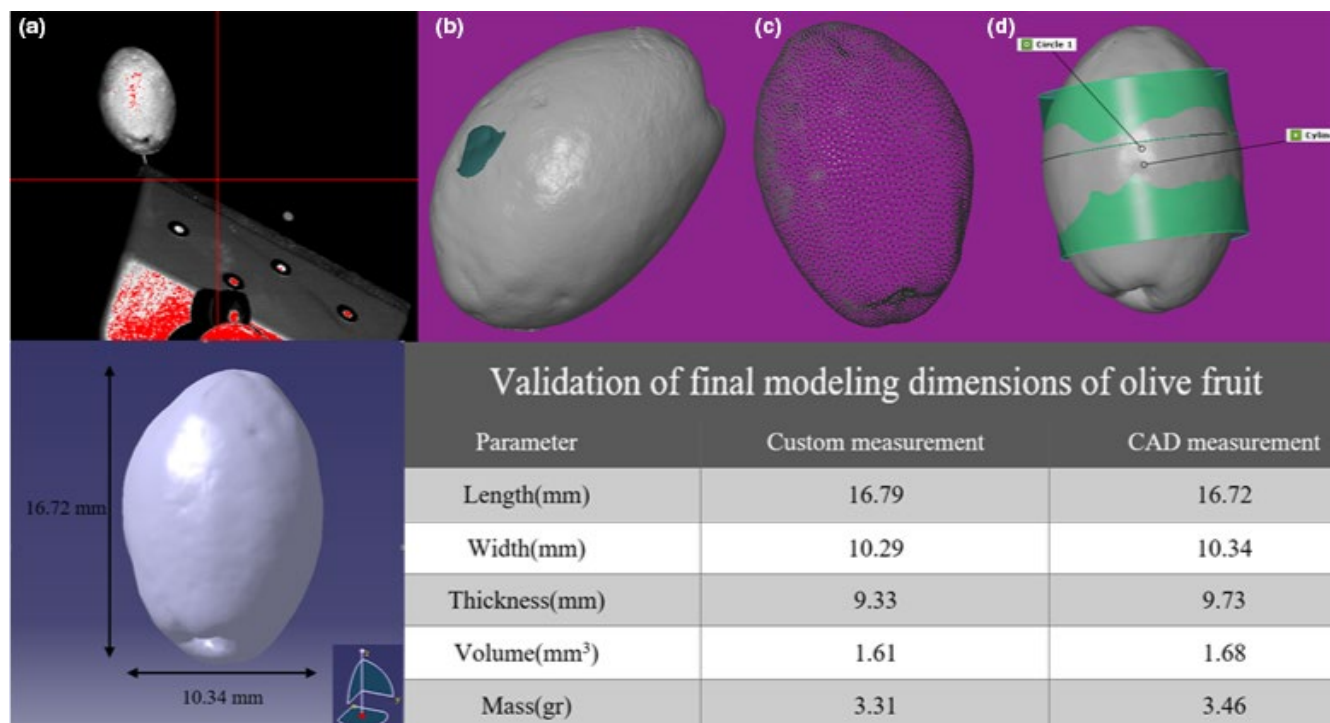 (a)
(b)
(c)
(d)
Circle 1
16.72 mm
10.34 mm
Validation of final modeling dimensions of olive fruit
Parameter Custom measurement CAD measurement
Length(mm) 16.79 16.72
Width(mm) 10.29 10.34
Thickness(mm) 9.33 9.73
Volume(mm³) 1.61 1.68
Mass(gr) 3.31 3.46